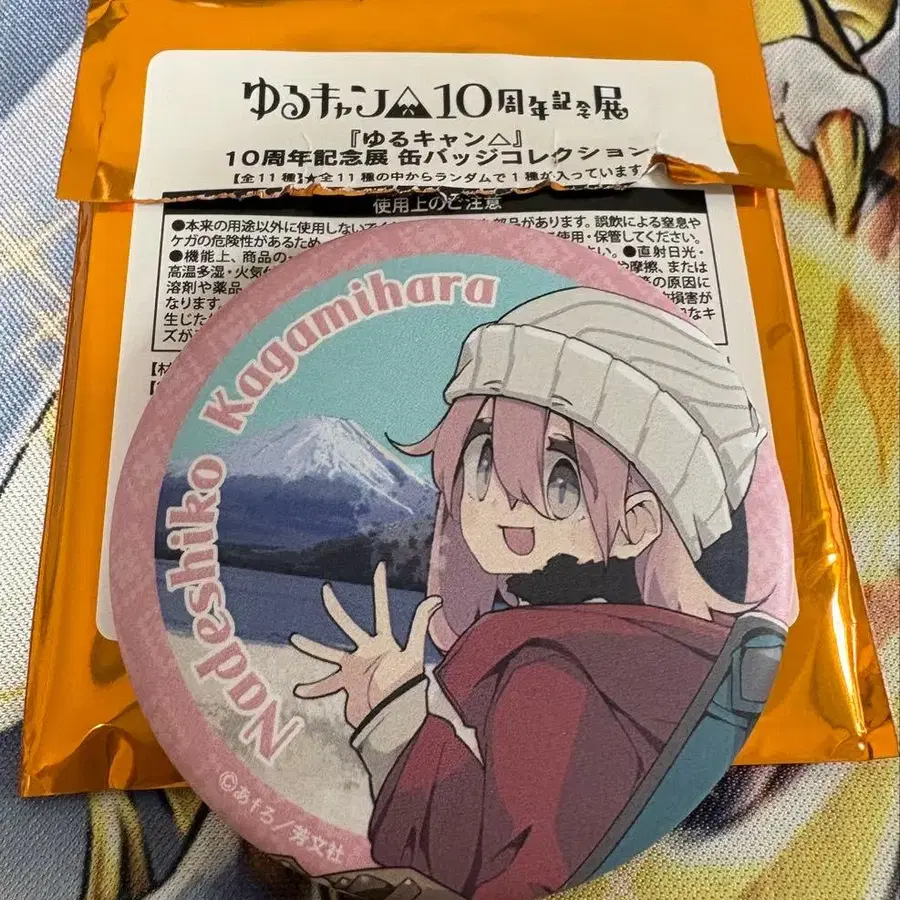 ゆるキャン△10周年記念展
『ゆるキャン△』
10周年記念展 缶バッジコレクション
【全11種】★全11種の中からランダムで1種が入っています
使用上のご注意
●本来の用途以外に使用しないで
部品があります。誤飲による窒息や
ケガの危険性があるため
使用・保管してください。
●機能上、商品の
さい。●直射日光・
高温多湿・火気
や摩擦、または
溶剤や薬品
の原因に
なります。
損害が
生じた
なキ
ズが
Nadeshiko Kagamihara
©あfろ/芳文社